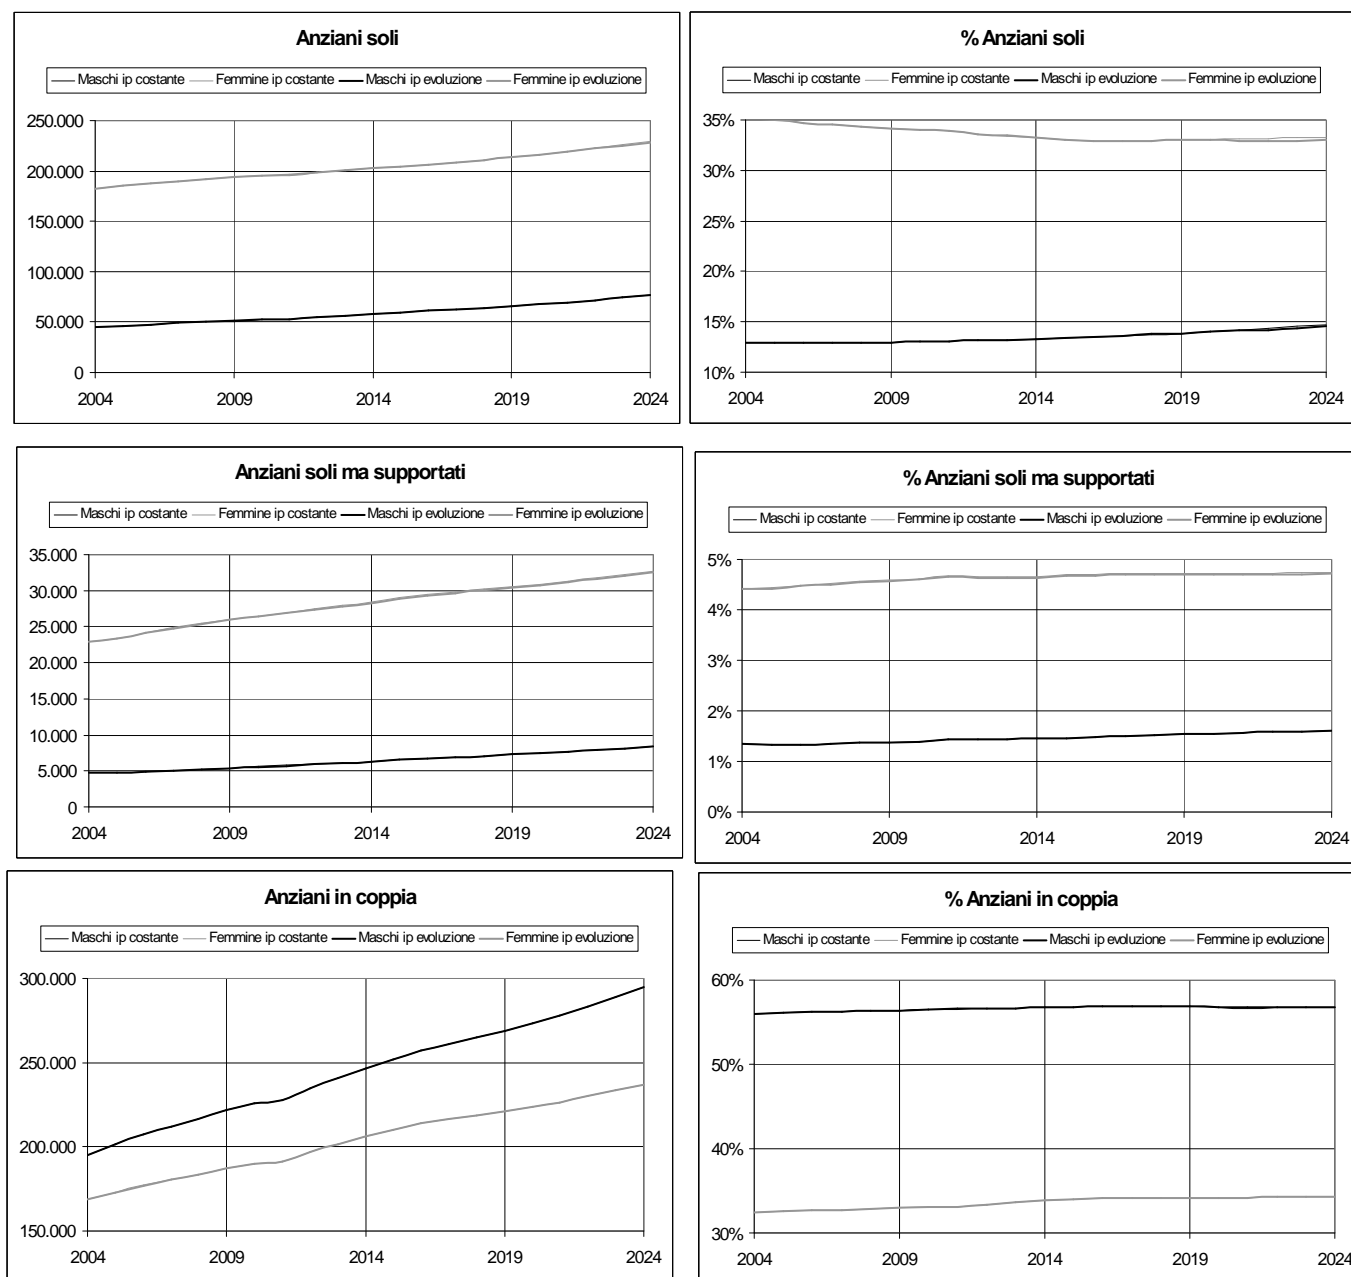 Anziani soli
Maschi ip costante Femmine ip costante Maschi ip evoluzione Femmine ip evoluzione
250.000
200.000
150.000
100.000
50.000
0
2004 2009 2014 2019 2024
% Anziani soli
Maschi ip costante Femmine ip costante Maschi ip evoluzione Femmine ip evoluzione
35%
30%
25%
20%
15%
10%
2004 2009 2014 2019 2024
Anziani soli ma supportati
Maschi ip costante Femmine ip costante Maschi ip evoluzione Femmine ip evoluzione
35.000
30.000
25.000
20.000
15.000
10.000
5.000
0
2004 2009 2014 2019 2024
% Anziani soli ma supportati
Maschi ip costante Femmine ip costante Maschi ip evoluzione Femmine ip evoluzione
5%
4%
3%
2%
1%
0%
2004 2009 2014 2019 2024
Anziani in coppia
Maschi ip costante Femmine ip costante Maschi ip evoluzione Femmine ip evoluzione
300.000
250.000
200.000
150.000
2004 2009 2014 2019 2024
% Anziani in coppia
Maschi ip costante Femmine ip costante Maschi ip evoluzione Femmine ip evoluzione
60%
50%
40%
30%
2004 2009 2014 2019 2024